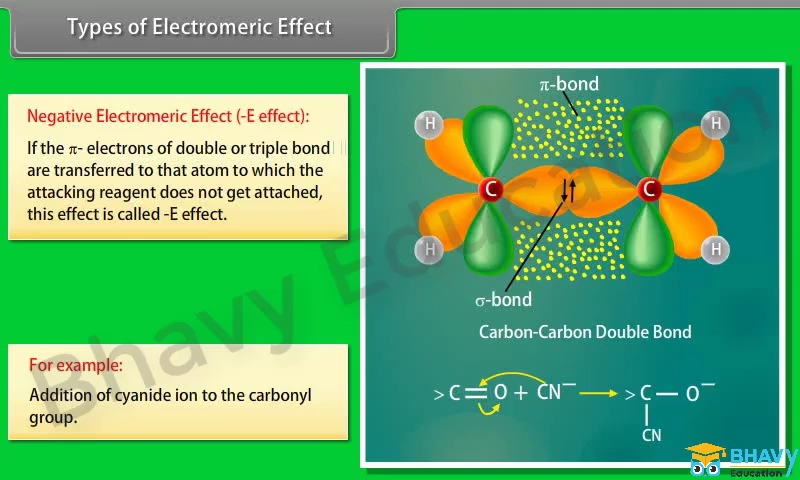 Types of Electromeric Effect
Negative Electromeric Effect (-E effect):
If the π- electrons of double or triple bond
are transferred to that atom to which the
attacking reagent does not get attached,
this effect is called -E effect.
For example:
Addition of cyanide ion to the carbonyl
group.
π-bond
H H
C C
H H
σ-bond
Carbon-Carbon Double Bond
> C = O + CN⁻ → > C — O⁻
|
CN
Bhavy Education
BHAVY
Education